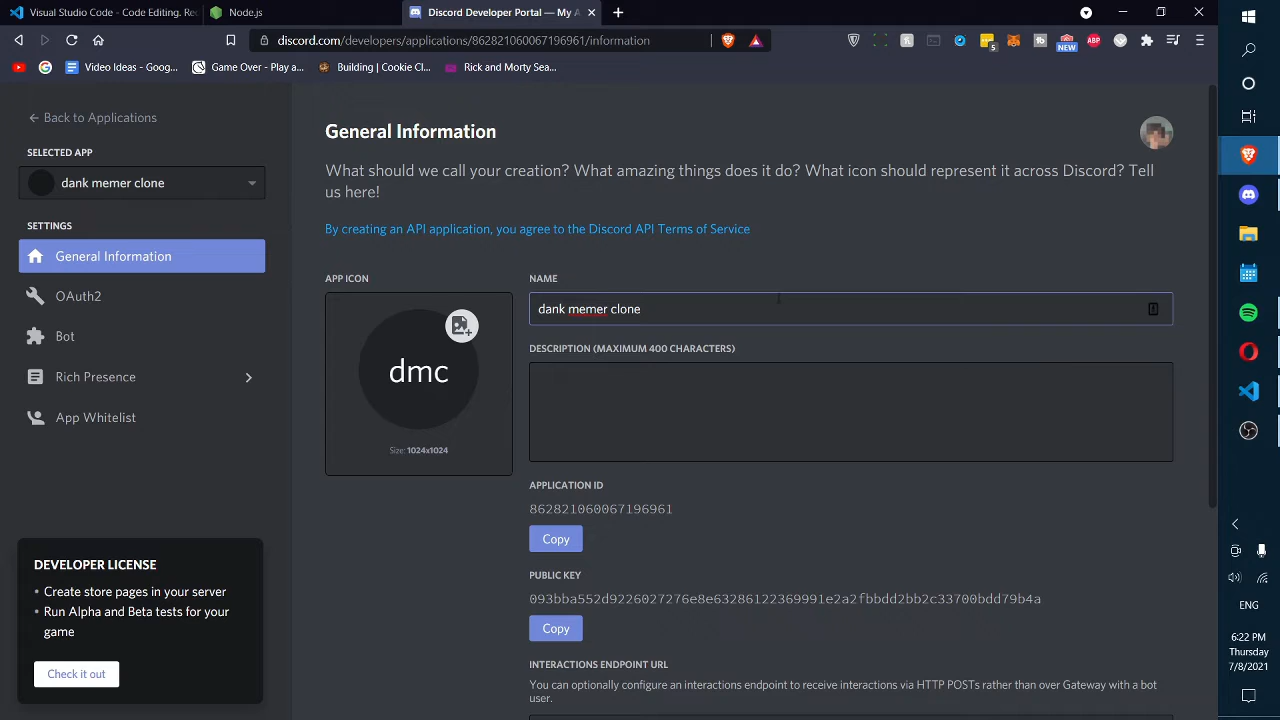 Visual Studio Code - Code Editing. Rec
Node.js
Discord Developer Portal — My A
discord.com/developers/applications/862821060067196961/information
5
NEW
ABP
Video Ideas - Goog...
Game Over - Play a...
Building | Cookie Cl...
Rick and Morty Sea...
Back to Applications
SELECTED APP
dank memer clone
SETTINGS
General Information
OAuth2
Bot
Rich Presence
App Whitelist
DEVELOPER LICENSE
• Create store pages in your server
• Run Alpha and Beta tests for your
game
Check it out
General Information
What should we call your creation? What amazing things does it do? What icon should represent it across Discord? Tell
us here!
By creating an API application, you agree to the Discord API Terms of Service
APP ICON
dmc
Size: 1024x1024
NAME
dank memer clone
DESCRIPTION (MAXIMUM 400 CHARACTERS)
APPLICATION ID
862821060067196961
Copy
PUBLIC KEY
093bba552d9226027276e8e63286122369991e2a2fbbdd2bb2c33700bdd79b4a
Copy
INTERACTIONS ENDPOINT URL
You can optionally configure an interactions endpoint to receive interactions via HTTP POSTs rather than over Gateway with a bot
user.
ENG
6:22 PM
Thursday
7/8/2021